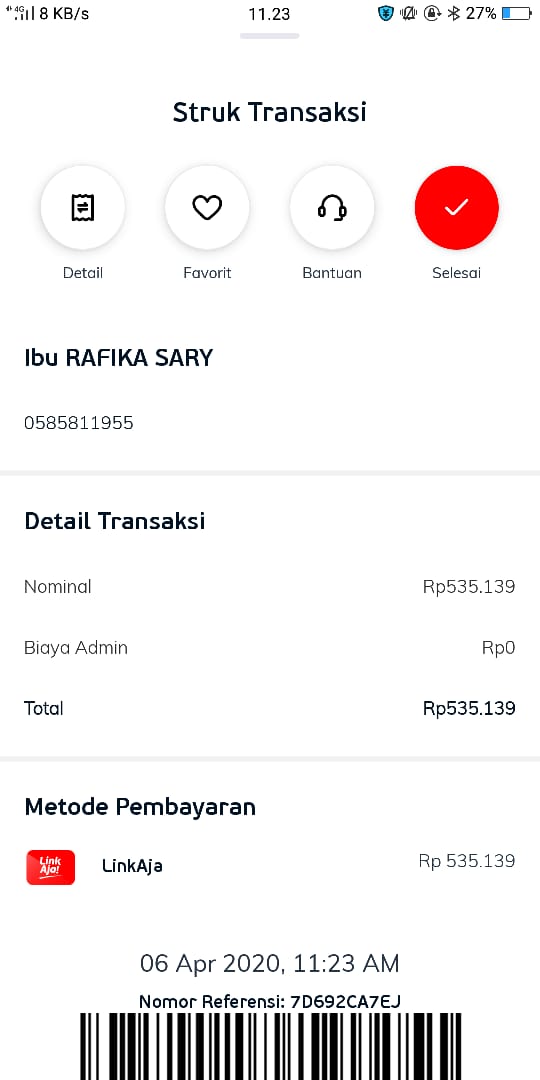 4G 8 KB/s 11.23 27%
Struk Transaksi
Detail Favorit Bantuan Selesai
Ibu RAFIKA SARY
0585811955
Detail Transaksi
Nominal Rp535.139
Biaya Admin Rp0
Total Rp535.139
Metode Pembayaran
Link
Aja!
LinkAja Rp 535.139
06 Apr 2020, 11:23 AM
Nomor Referensi: 7D692CA7EJ